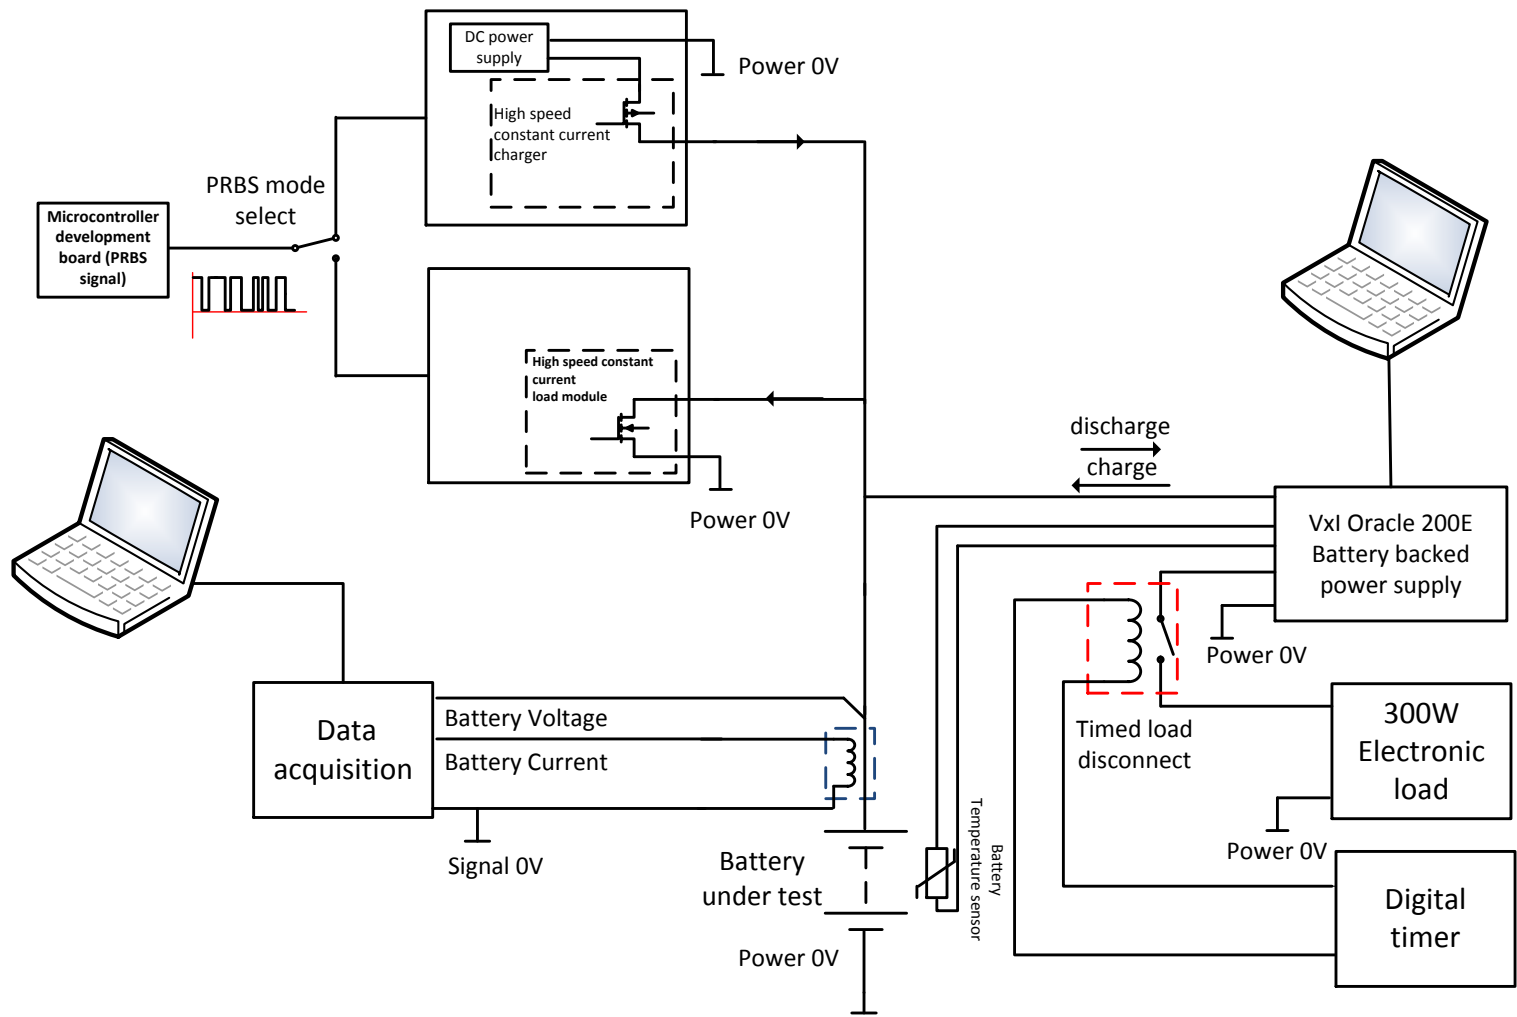 DC power
supply
Power 0V
High speed
constant current
charger
PRBS mode
select
Microcontroller
development
board (PRBS
signal)
High speed constant
current
load module
Power 0V
discharge
charge
VxI Oracle 200E
Battery backed
power supply
Power 0V
Timed load
disconnect
300W
Electronic
load
Power 0V
Data
acquisition
Battery Voltage
Battery Current
Signal 0V
Battery
under test
Power 0V
Battery
Temperature sensor
Digital
timer